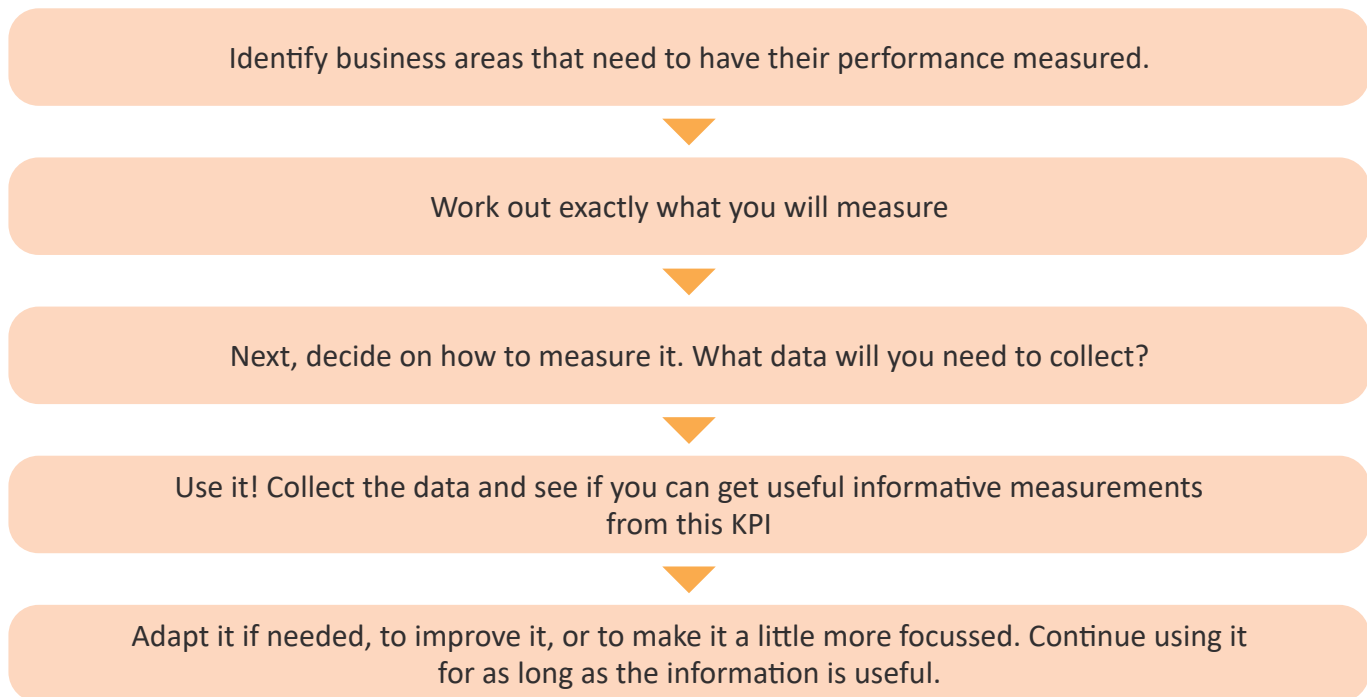 Identify business areas that need to have their performance measured.
Work out exactly what you will measure
Next, decide on how to measure it. What data will you need to collect?
Use it! Collect the data and see if you can get useful informative measurements
from this KPI
Adapt it if needed, to improve it, or to make it a little more focussed. Continue using it
for as long as the information is useful.